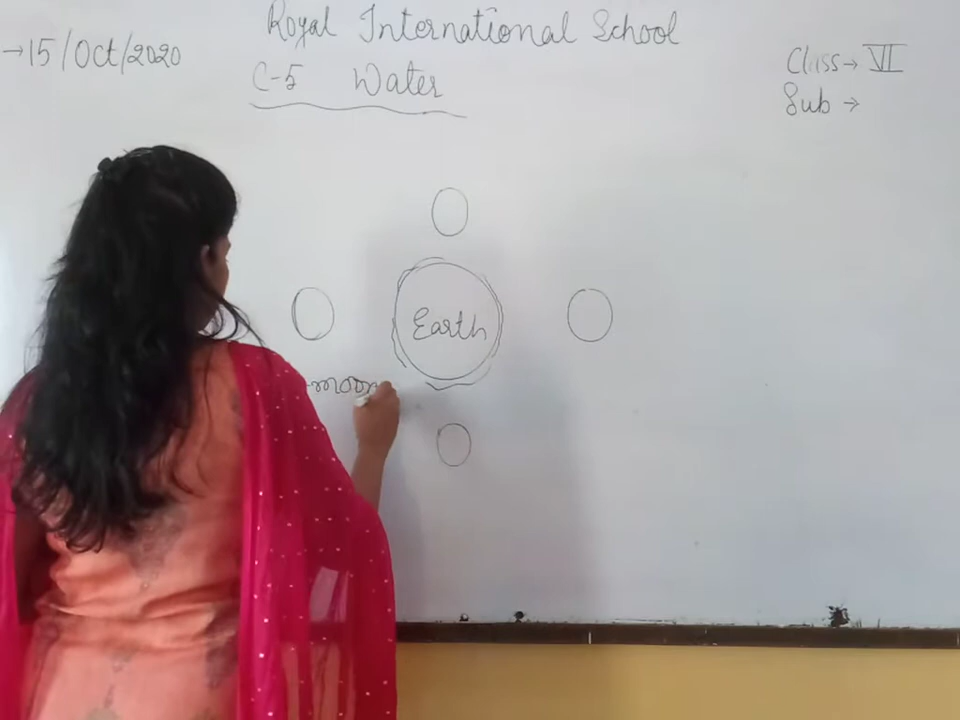 Royal International School
→15/Oct/2020
C-5 Water
Class→ VI
Sub →
Earth
moon